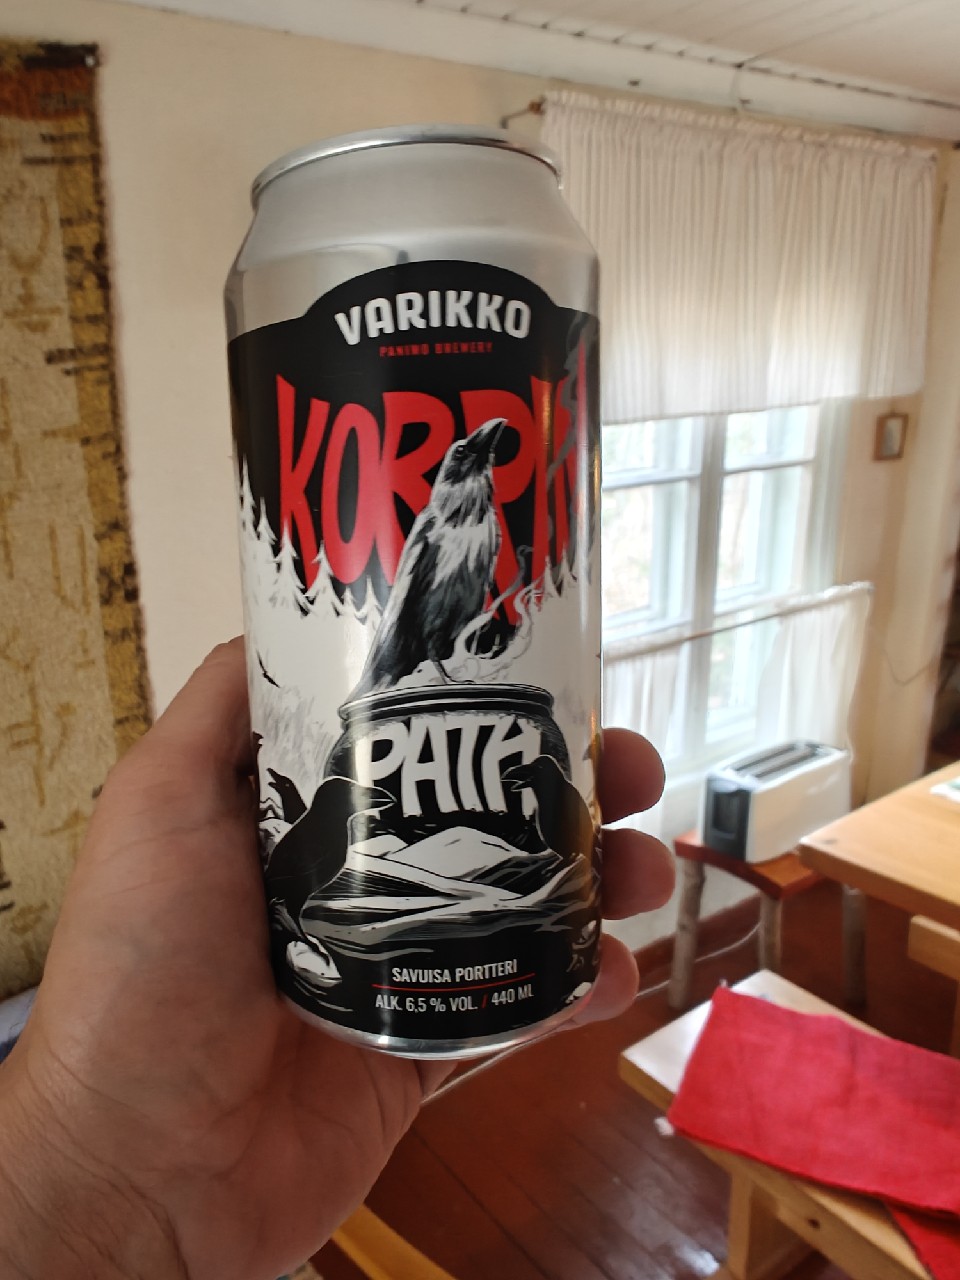 VARIKKO
PANIMO BREWERY
KORPIN
PATA
SAVUISA PORTTERI
ALK. 6,5 % VOL. / 440 ML